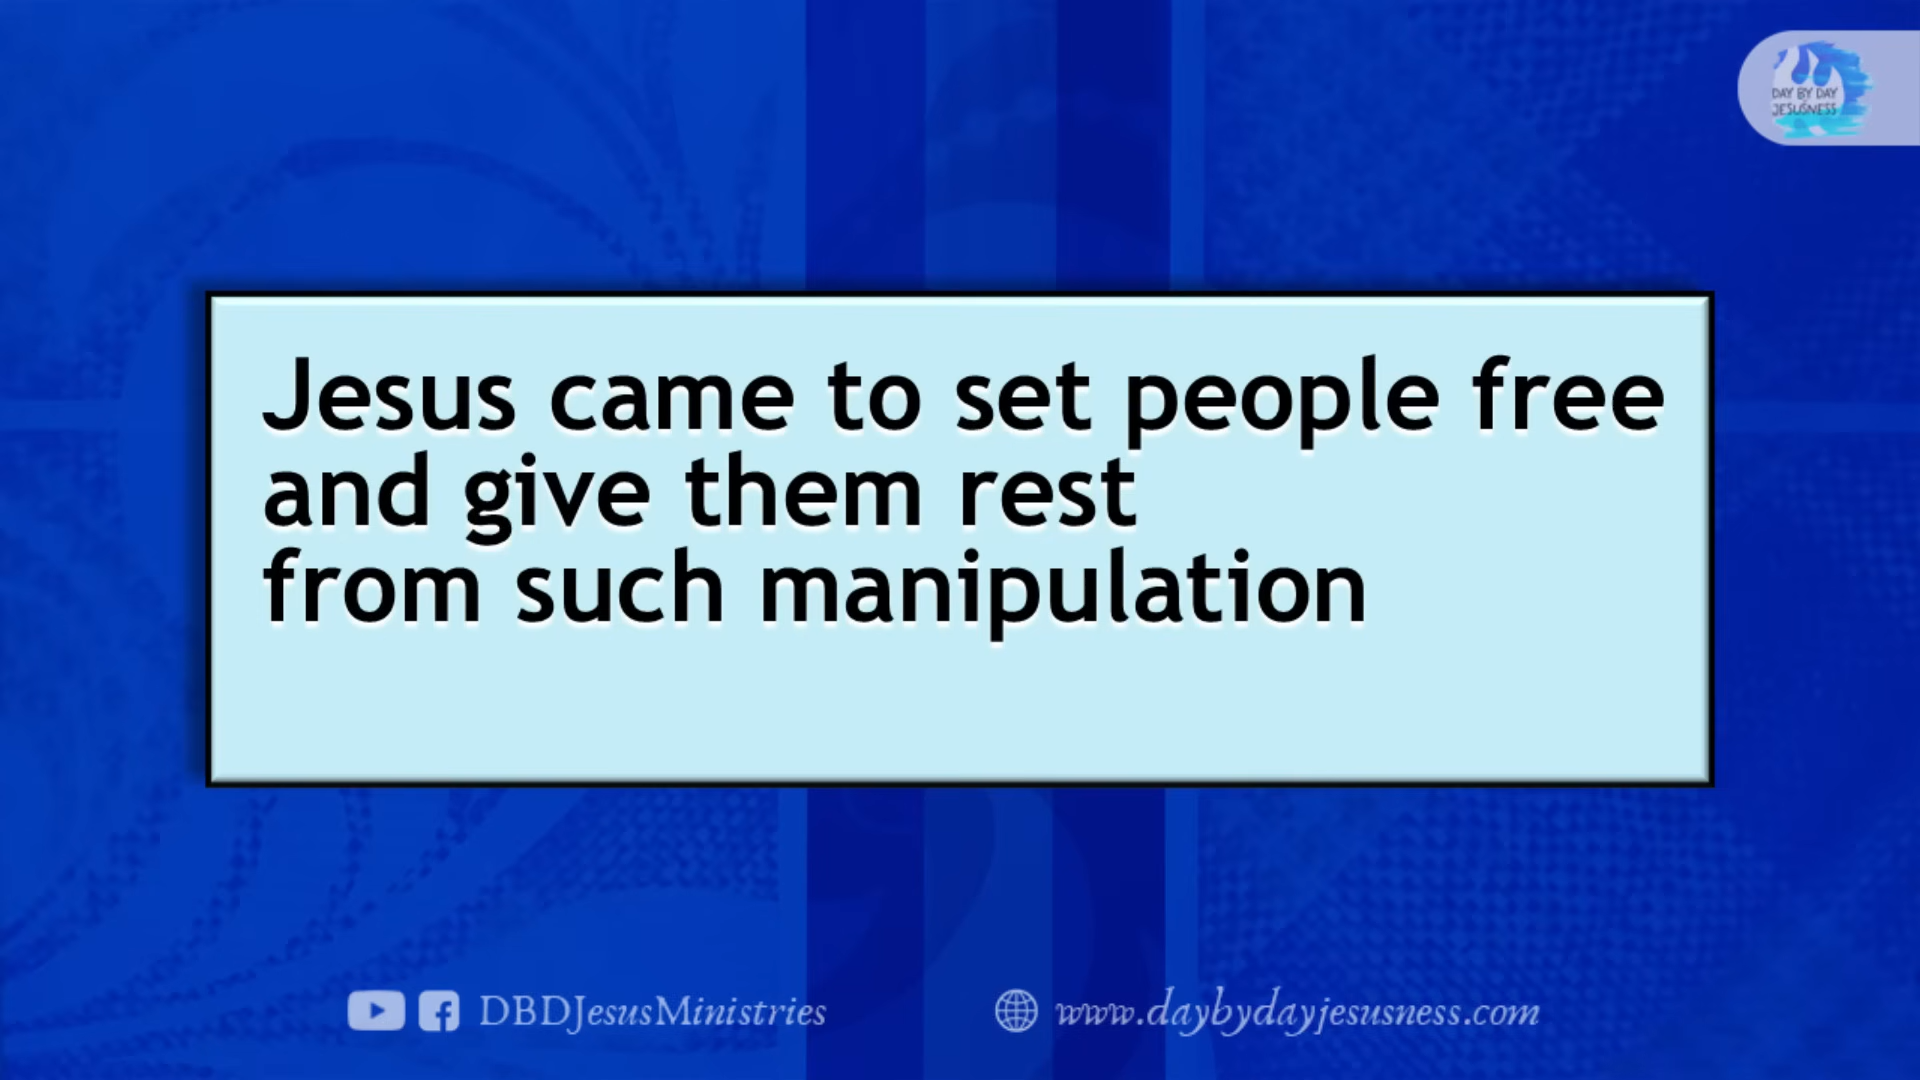 DAY BY DAY
JESUSNESS
Jesus came to set people free
and give them rest
from such manipulation
DBDJesusMinistries
www.daybydayjesusness.com